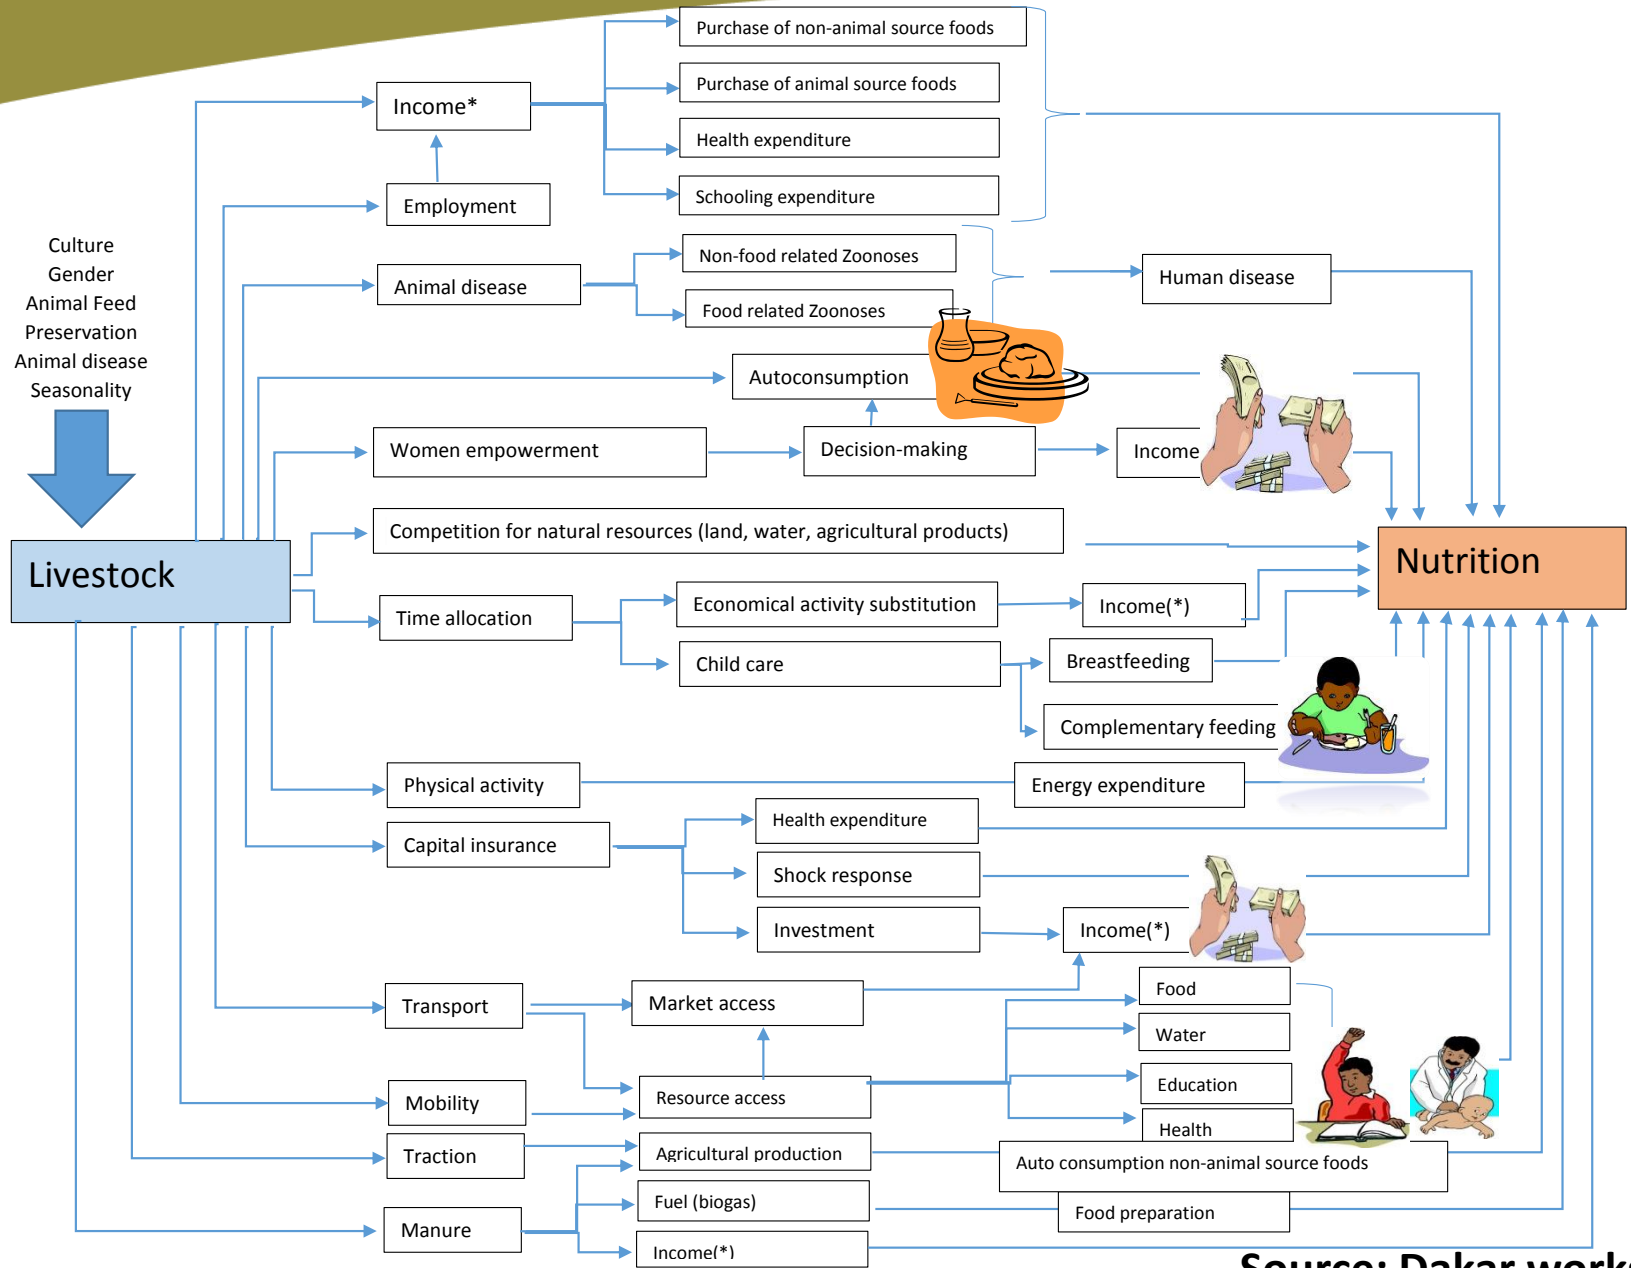 Purchase of non-animal source foods
Purchase of animal source foods
Income*
Health expenditure
Schooling expenditure
Employment
Culture
Gender
Animal Feed
Preservation
Animal disease
Seasonality
Non-food related Zoonoses
Animal disease
Food related Zoonoses
Human disease
Autoconsumption
Women empowerment
Decision-making
Income
Competition for natural resources (land, water, agricultural products)
Livestock
Nutrition
Economical activity substitution
Income(*)
Time allocation
Child care
Breastfeeding
Complementary feeding
Physical activity
Energy expenditure
Health expenditure
Capital insurance
Shock response
Investment
Income(*)
Transport
Market access
Food
Water
Education
Health
Mobility
Resource access
Traction
Agricultural production
Auto consumption non-animal source foods
Fuel (biogas)
Food preparation
Manure
Income(*)
Source: Dakar